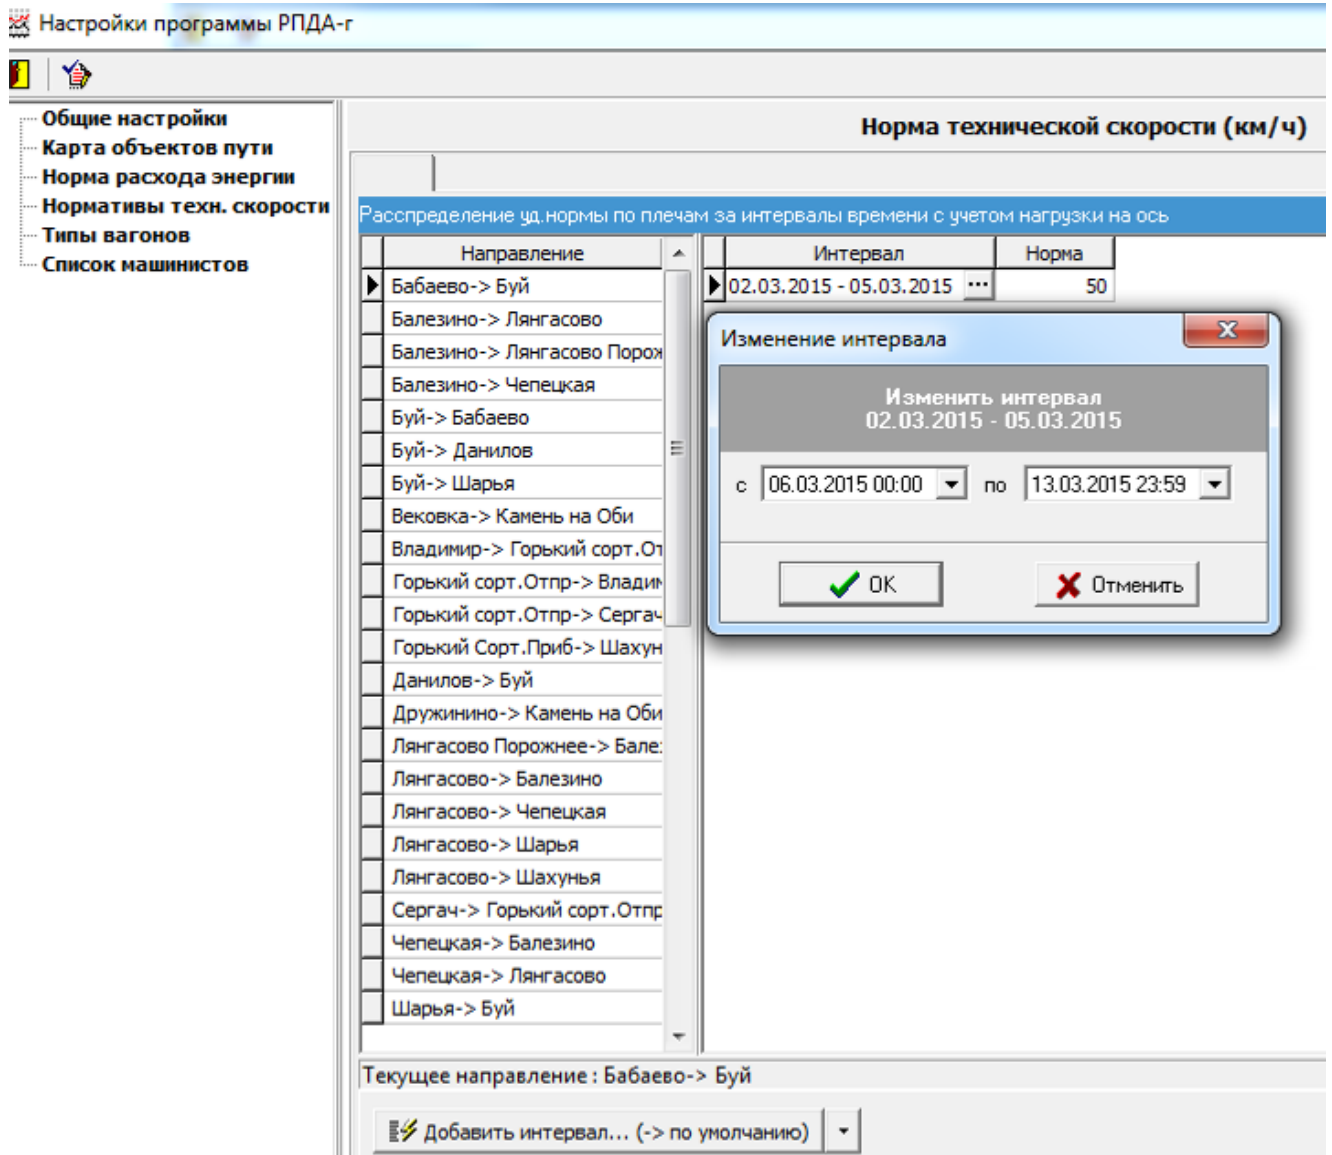 Настройки программы РПДА-г
Общие настройки
Карта объектов пути
Норма расхода энергии
Нормативы техн. скорости
Типы вагонов
Список машинистов
Норма технической скорости (км/ч)
Расспределение уд.нормы по плечам за интервалы времени с учетом нагрузки на ось
Направление
Бабаево-> Буй
Балезино-> Лянгасово
Балезино-> Лянгасово Порож
Балезино-> Чепецкая
Буй-> Бабаево
Буй-> Данилов
Буй-> Шарья
Вековка-> Камень на Оби
Владимир-> Горький сорт.От
Горький сорт.Отпр-> Владим
Горький сорт.Отпр-> Сергач
Горький Сорт.Приб-> Шахун
Данилов-> Буй
Дружинино-> Камень на Оби
Лянгасово Порожнее-> Бале
Лянгасово-> Балезино
Лянгасово-> Чепецкая
Лянгасово-> Шарья
Лянгасово-> Шахунья
Сергач-> Горький сорт.Отпр
Чепецкая-> Балезино
Чепецкая-> Лянгасово
Шарья-> Буй
Интервал Норма
02.03.2015 - 05.03.2015 ... 50
Изменение интервала
Изменить интервал
02.03.2015 - 05.03.2015
с 06.03.2015 00:00 по 13.03.2015 23:59
OK Отменить
Текущее направление : Бабаево-> Буй
Добавить интервал... (-> по умолчанию)